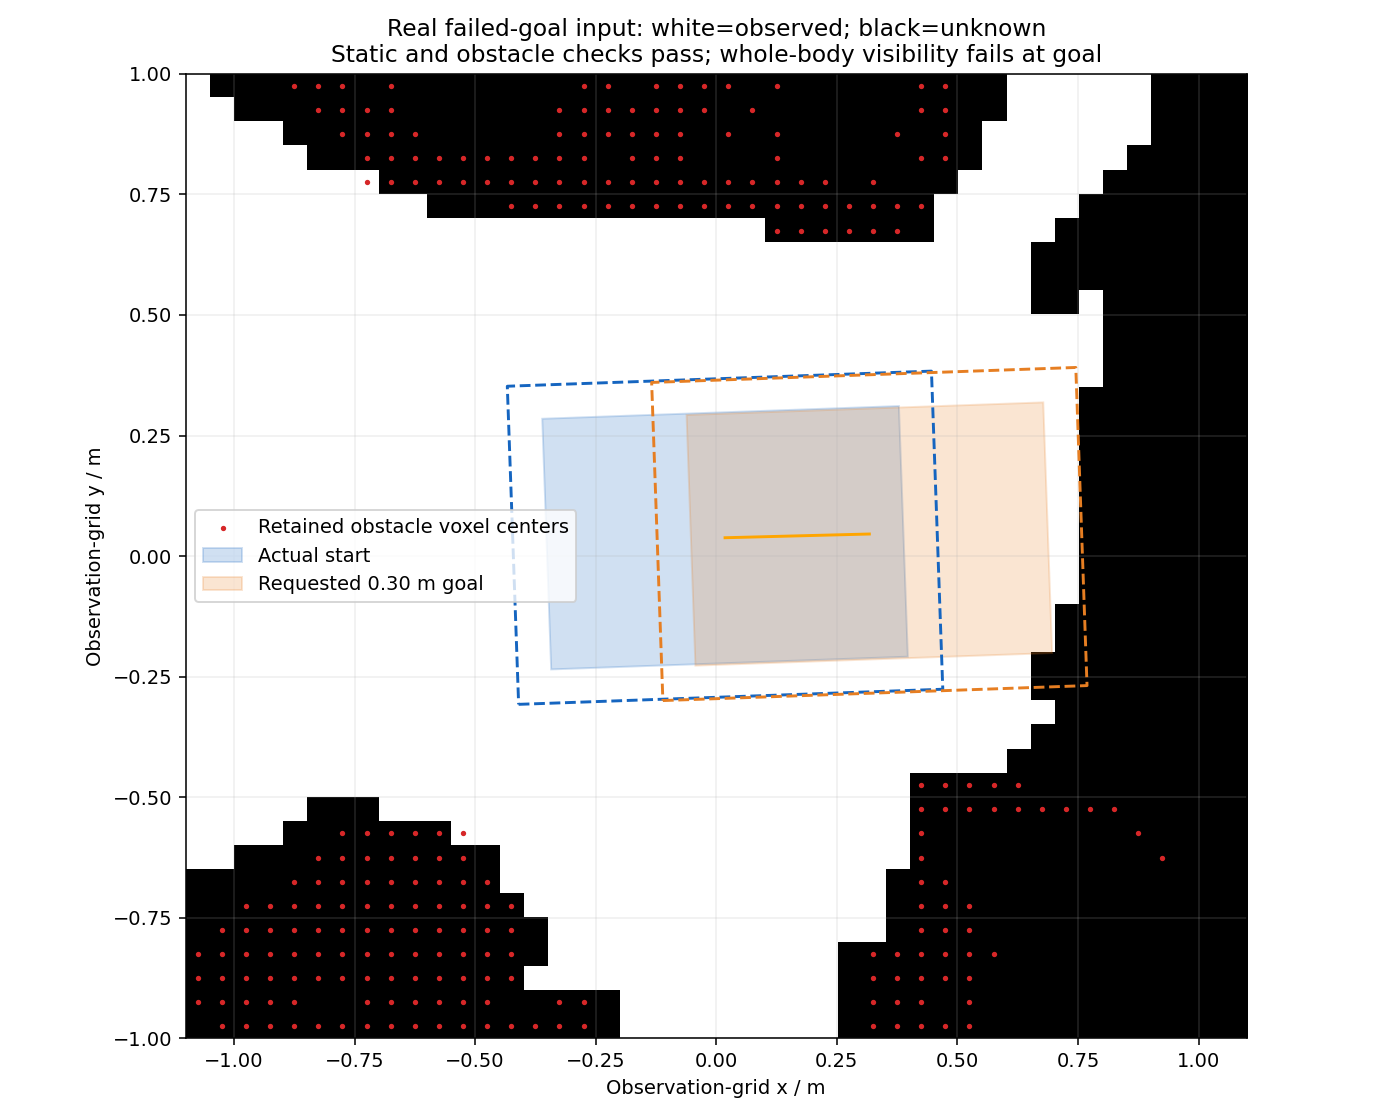 Real failed-goal input: white=observed; black=unknown
Static and obstacle checks pass; whole-body visibility fails at goal
1.00
0.75
0.50
0.25
0.00
−0.25
−0.50
−0.75
−1.00
Observation-grid y / m
Retained obstacle voxel centers
Actual start
Requested 0.30 m goal
−1.00 −0.75 −0.50 −0.25 0.00 0.25 0.50 0.75 1.00
Observation-grid x / m